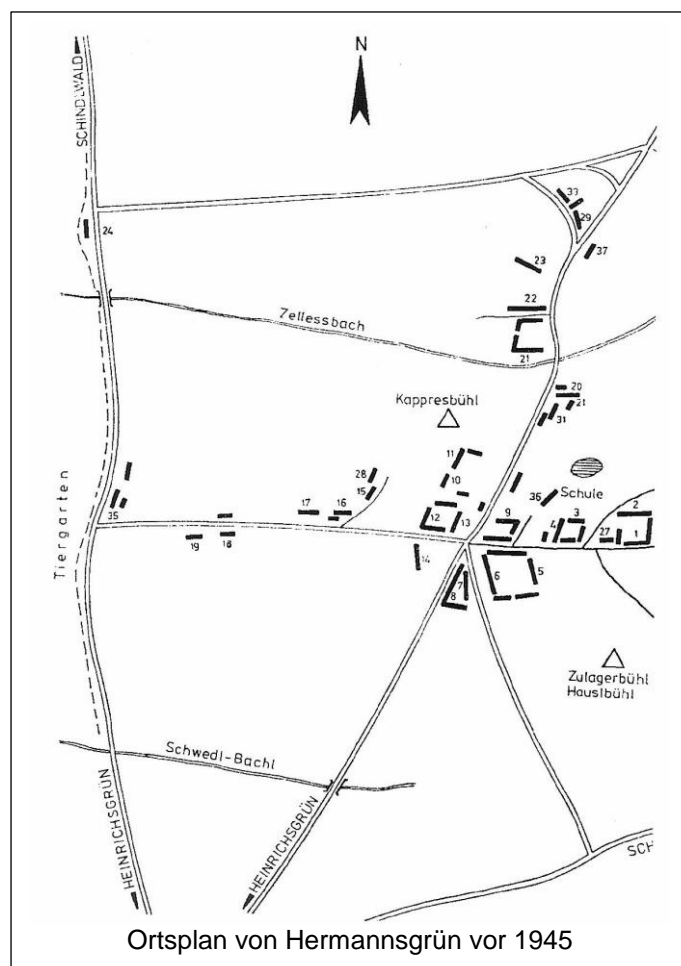 N
SCHINDLWALD
33
29
24
37
23
22
Zellessbach
21
20
Kappresbühl
21
31
11
28
10
36
Schule
15
17
16
9
3
2
35
12
13
4
27
1
Tiergarten
19
18
14
6
5
7
8
Zulagerbühl
Hauslbühl
Schwedl-Bachl
HEINRICHSGRÜN
HEINRICHSGRÜN
SCH
Ortsplan von Hermannsgrün vor 1945